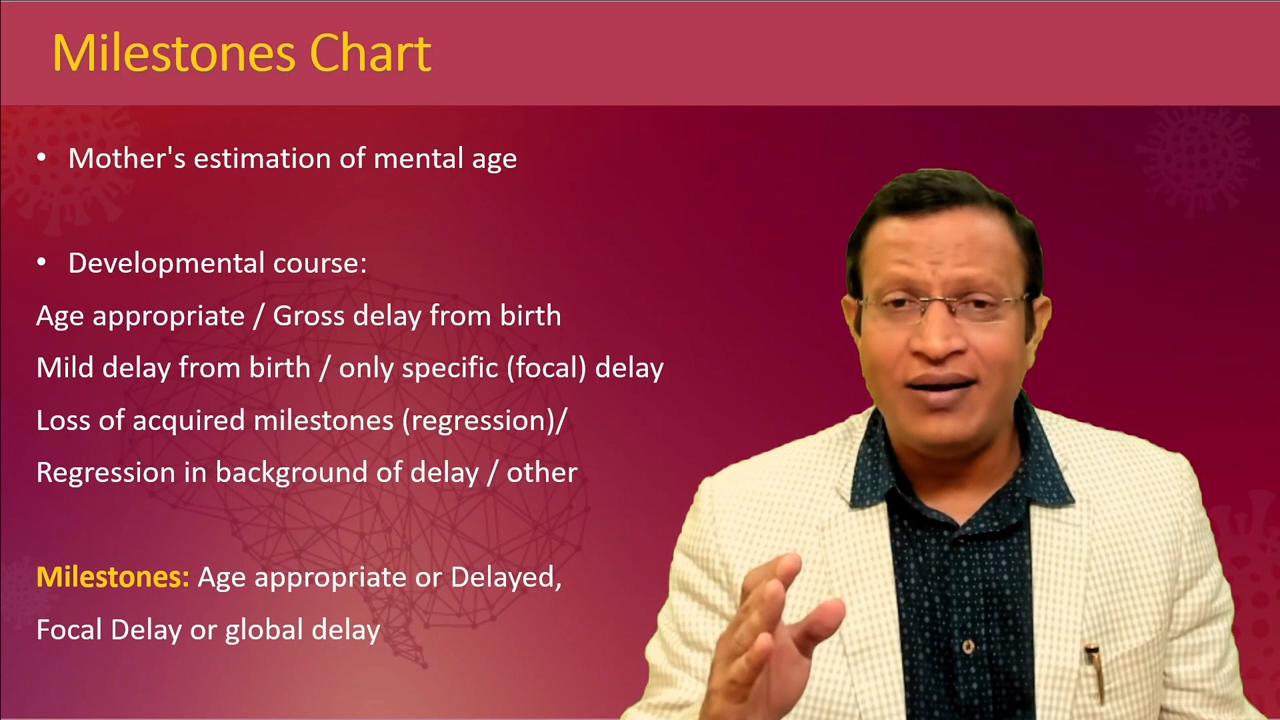 Milestones Chart
• Mother's estimation of mental age
• Developmental course:
Age appropriate / Gross delay from birth
Mild delay from birth / only specific (focal) delay
Loss of acquired milestones (regression)/
Regression in background of delay / other
Milestones: Age appropriate or Delayed,
Focal Delay or global delay